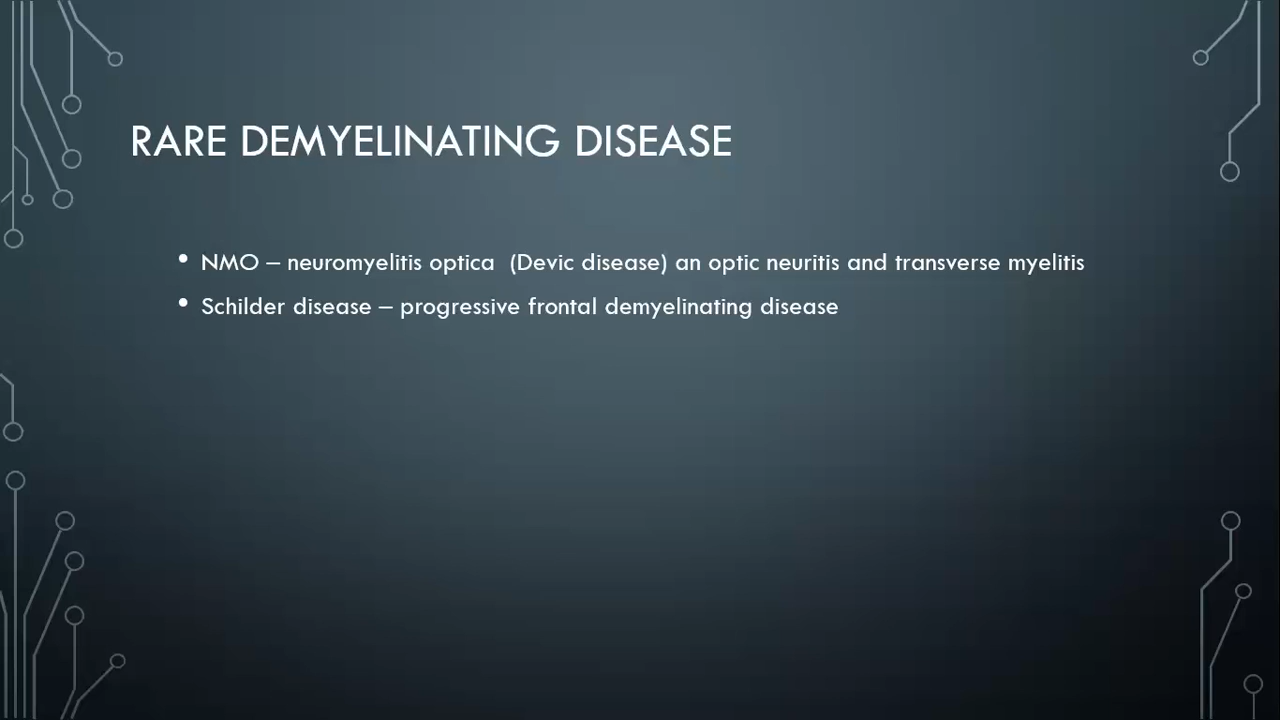 RARE DEMYELINATING DISEASE
• NMO – neuromyelitis optica  (Devic disease) an optic neuritis and transverse myelitis
• Schilder disease – progressive frontal demyelinating disease